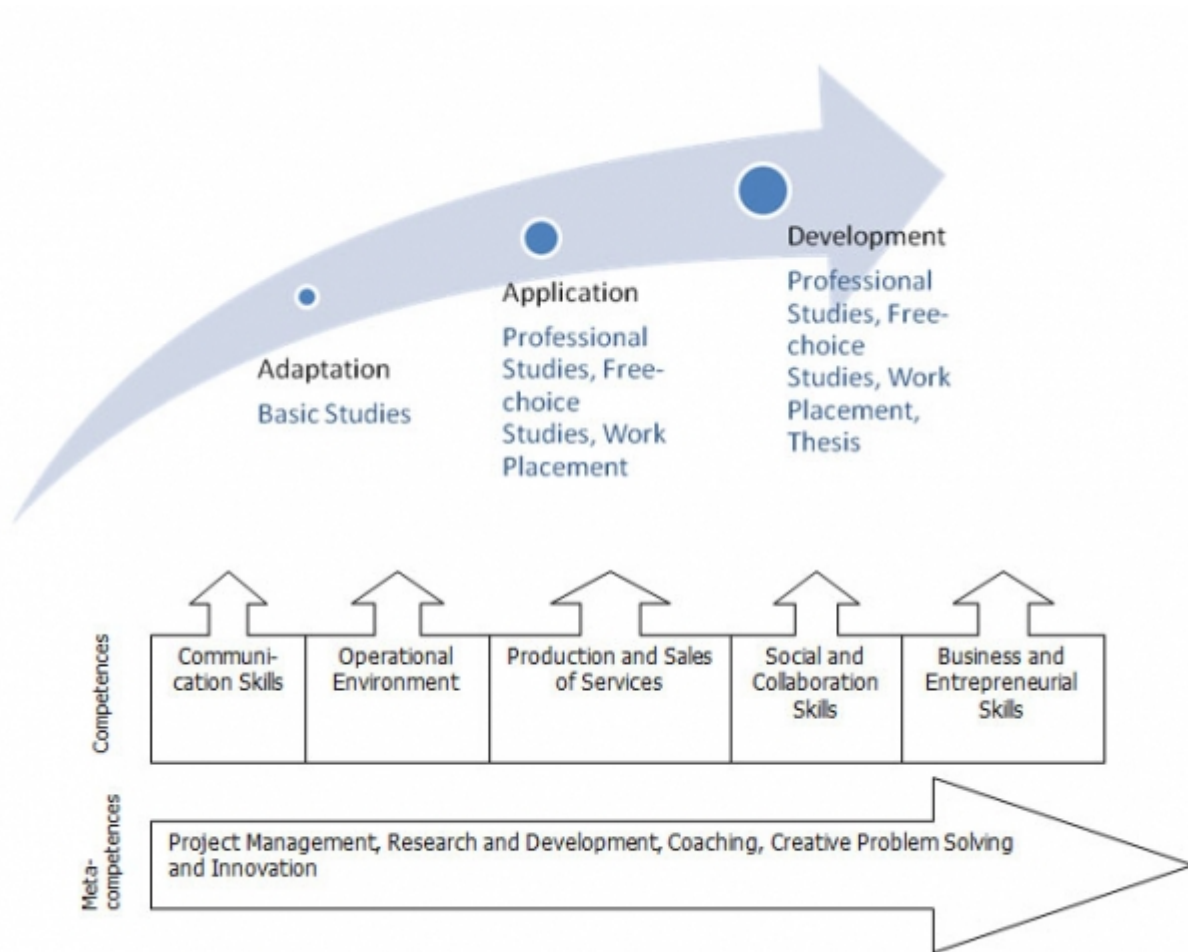 Development
Professional
Studies, Free-
choice
Studies, Work
Placement,
Thesis
Application
Professional
Studies, Free-
choice
Studies, Work
Placement
Adaptation
Basic Studies
Competences
Communi-
cation Skills
Operational
Environment
Production and Sales
of Services
Social and
Collaboration
Skills
Business and
Entrepreneurial
Skills
Meta-
competences
Project Management, Research and Development, Coaching, Creative Problem Solving
and Innovation